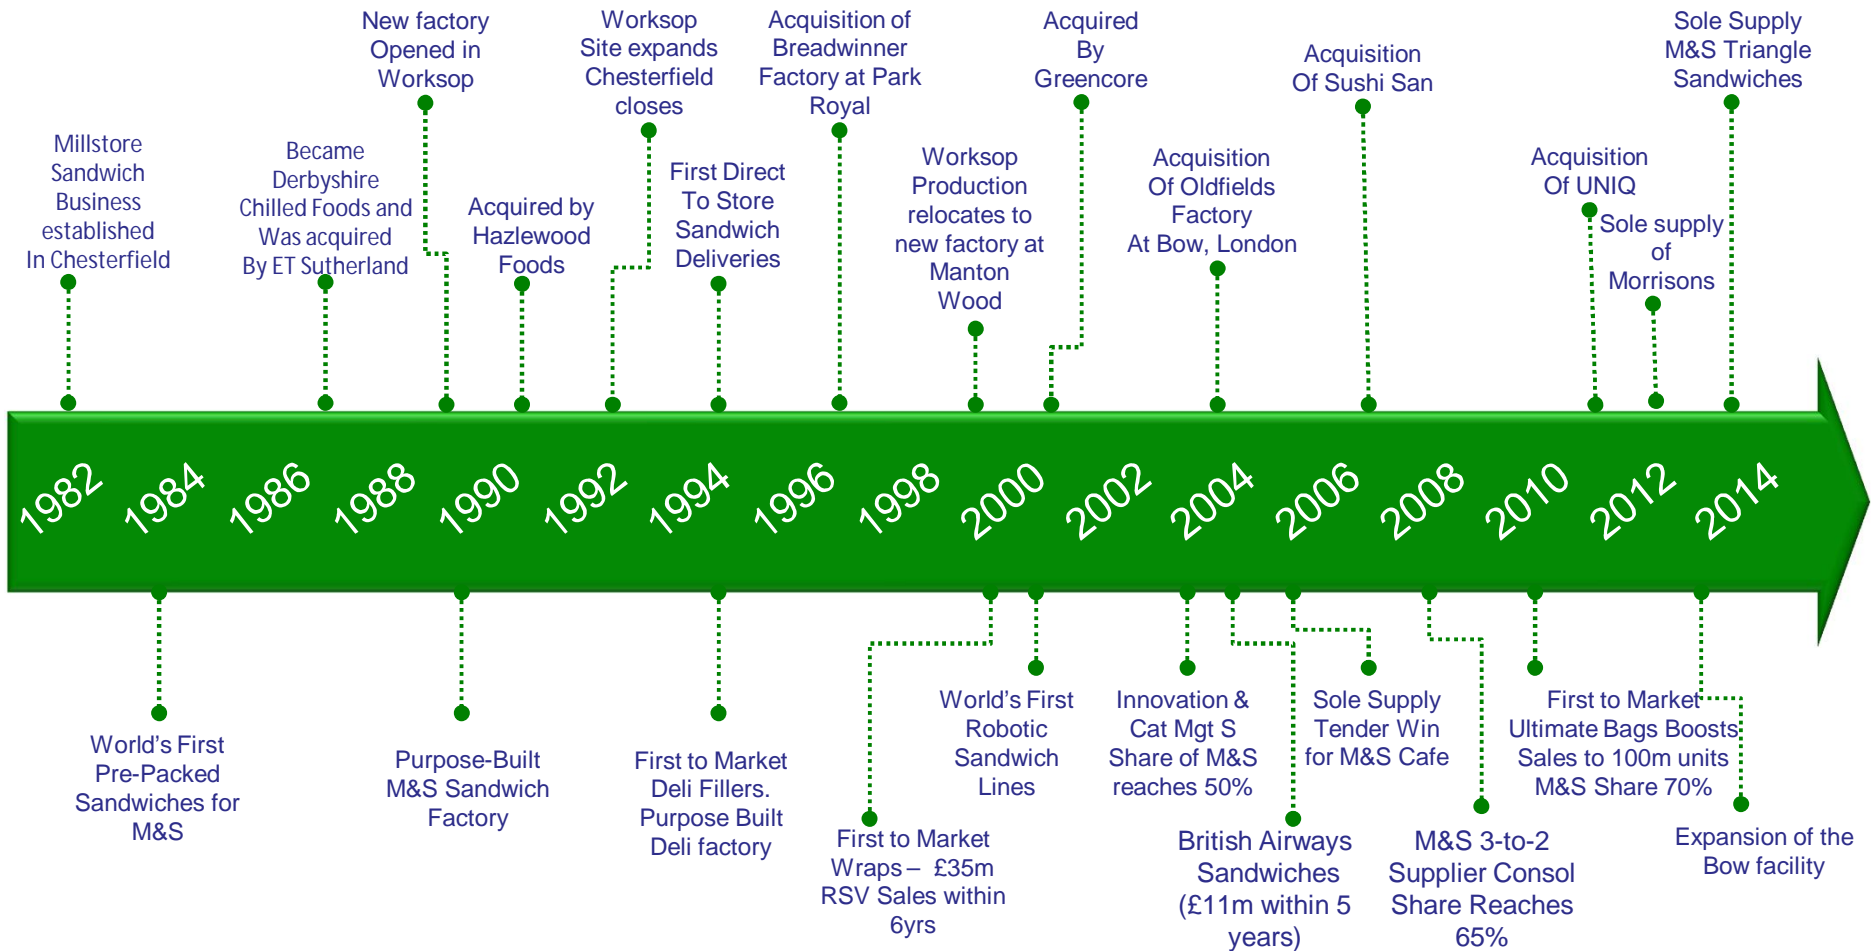 New factory
Opened in
Worksop
Worksop
Site expands
Chesterfield
closes
Acquisition of
Breadwinner
Factory at Park
Royal
Acquired
By
Greencore
Acquisition
Of Sushi San
Sole Supply
M&S Triangle
Sandwiches
Millstore
Sandwich
Business
established
In Chesterfield
Became
Derbyshire
Chilled Foods and
Was acquired
By ET Sutherland
Acquired by
Hazlewood
Foods
First Direct
To Store
Sandwich
Deliveries
Worksop
Production
relocates to
new factory at
Manton
Wood
Acquisition
Of Oldfields
Factory
At Bow, London
Acquisition
Of UNIQ
Sole supply
of
Morrisons
1982
1984
1986
1988
1990
1992
1994
1996
1998
2000
2002
2004
2006
2008
2010
2012
2014
World's First
Pre-Packed
Sandwiches for
M&S
Purpose-Built
M&S Sandwich
Factory
First to Market
Deli Fillers.
Purpose Built
Deli factory
First to Market
Wraps – £35m
RSV Sales within
6yrs
World's First
Robotic
Sandwich
Lines
Innovation &
Cat Mgt S
Share of M&S
reaches 50%
British Airways
Sandwiches
(£11m within 5
years)
Sole Supply
Tender Win
for M&S Cafe
M&S 3-to-2
Supplier Consol
Share Reaches
65%
First to Market
Ultimate Bags Boosts
Sales to 100m units
M&S Share 70%
Expansion of the
Bow facility